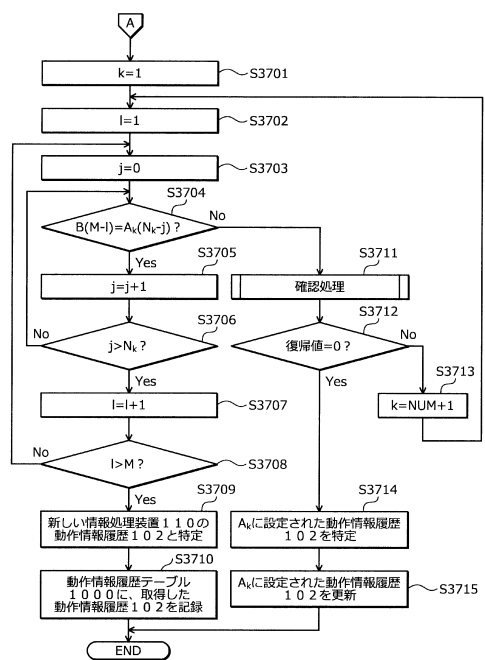 A
k=1
S3701
l=1
S3702
j=0
S3703
S3704
B(M-l)=Ak(Nk-j)?
No
Yes
S3705
j=j+1
S3706
No
j>Nk?
Yes
l=l+1
S3707
No
l>M?
S3708
Yes
S3709
新しい情報処理装置110の
動作情報履歴102と特定
S3710
動作情報履歴テーブル
1000に、取得した
動作情報履歴102を記録
S3711
確認処理
S3712
復帰値=0?
No
Yes
S3713
k=NUM+1
S3714
Akに設定された動作情報履歴
102を特定
Akに設定された動作情報履歴
102を更新
S3715
END